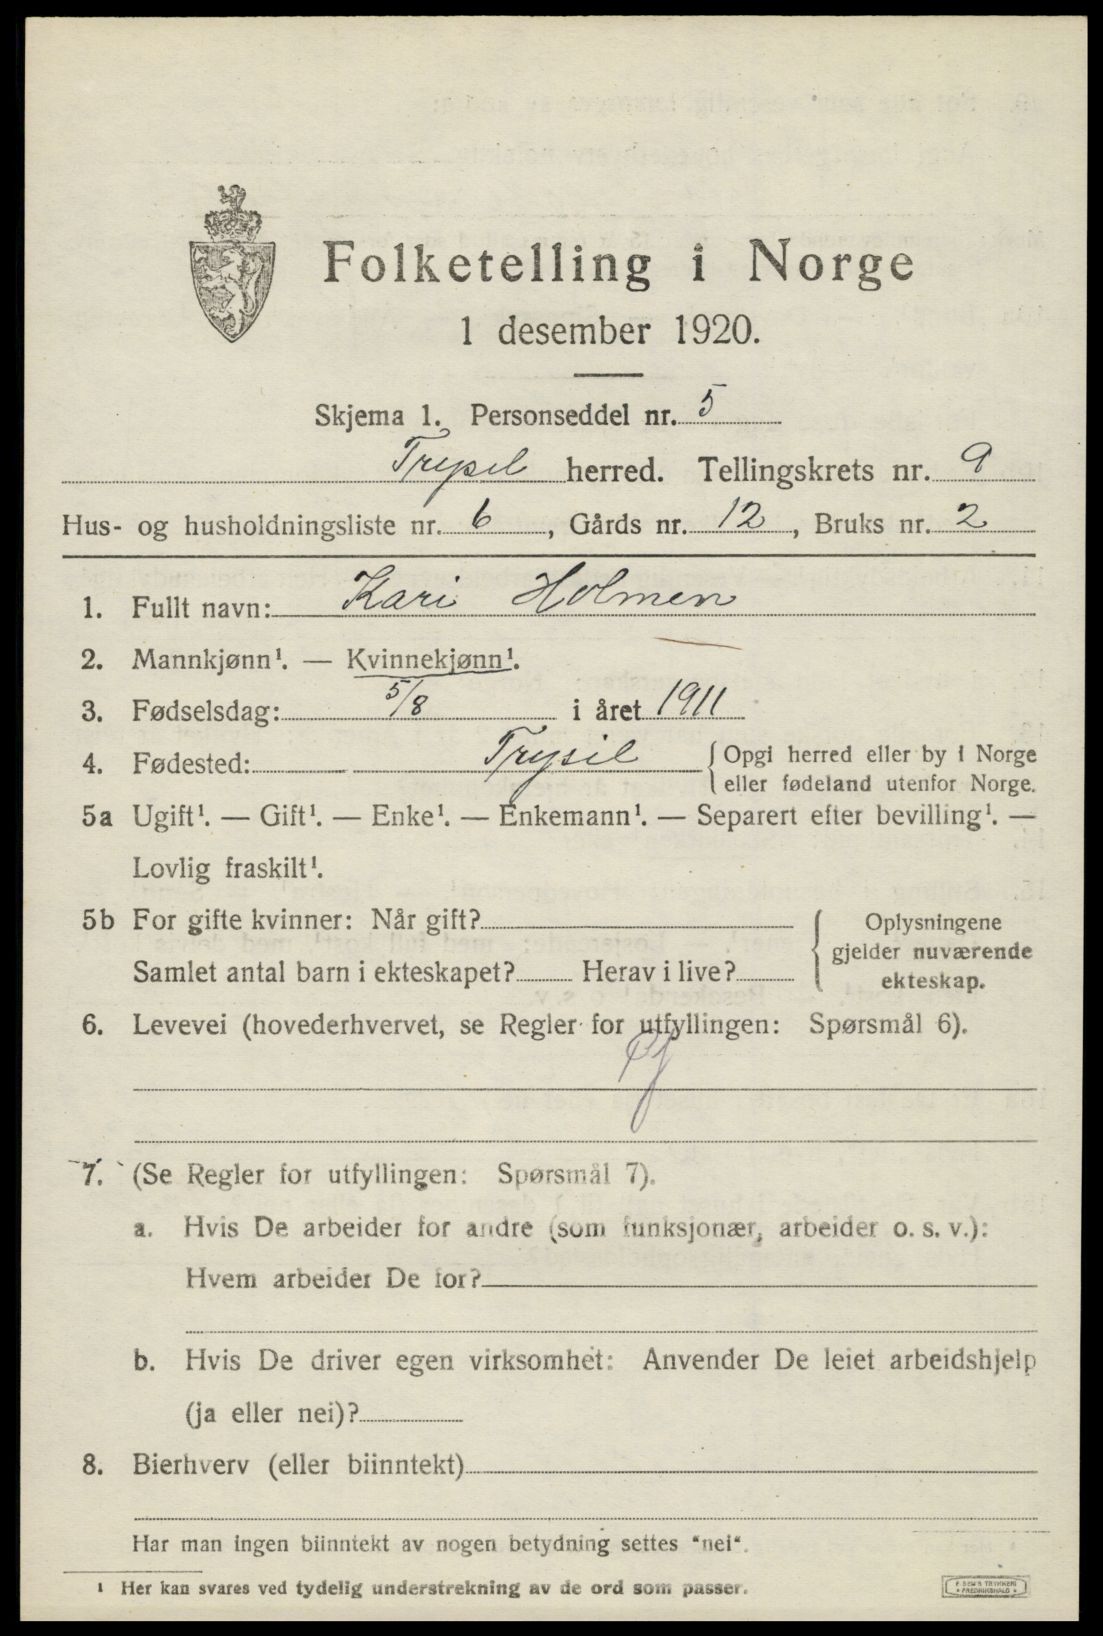 Folketelling i Norge
1 desember 1920.
Skjema 1. Personseddel nr. 5
Trysil herred. Tellingskrets nr. 9
Hus- og husholdningsliste nr. 6, Gårds nr. 12, Bruks nr. 2
1. Fullt navn: Kari Holmen
2. Mannkjønn¹. — Kvinnekjønn¹.
3. Fødselsdag: 5/8 i året 1911
4. Fødested: Trysil { Opgi herred eller by i Norge
eller fødeland utenfor Norge.
5a Ugift¹. — Gift¹. — Enke¹. — Enkemann¹. — Separert efter bevilling¹. —
Lovlig fraskilt¹.
5b For gifte kvinner: Når gift? { Oplysningene
gjelder nuværende
ekteskap.
Samlet antal barn i ekteskapet? Herav i live?
6. Levevei (hovederhvervet, se Regler for utfyllingen: Spørsmål 6).
7. (Se Regler for utfyllingen: Spørsmål 7).
a. Hvis De arbeider for andre (som funksjonær, arbeider o. s. v.):
Hvem arbeider De for?
b. Hvis De driver egen virksomhet: Anvender De leiet arbeidshjelp
(ja eller nei)?
8. Bierhverv (eller biinntekt)
Har man ingen biinntekt av nogen betydning settes "nei".
¹ Her kan svares ved tydelig understrekning av de ord som passer.